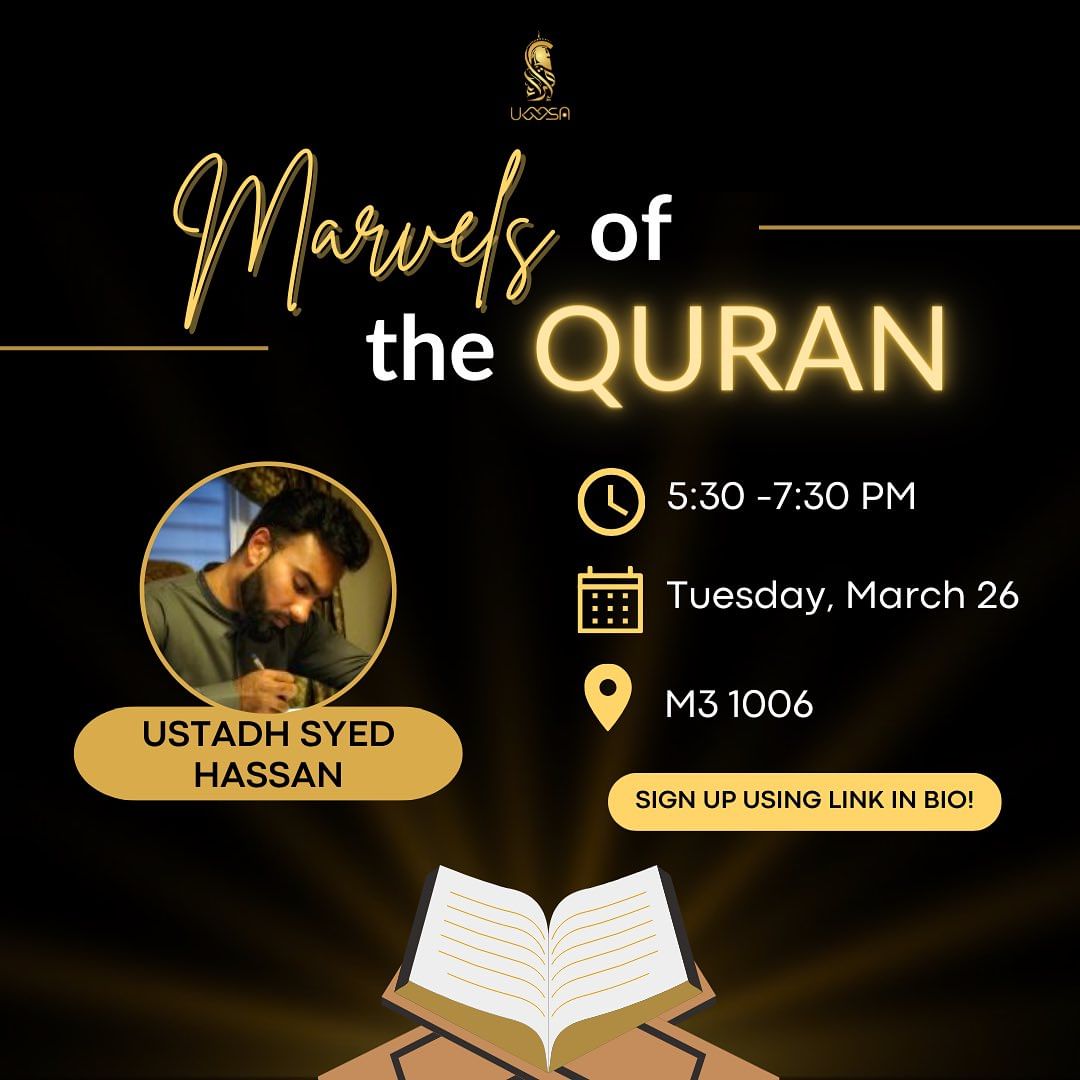 Marvels of
the QURAN
5:30 -7:30 PM
Tuesday, March 26
M3 1006
USTADH SYED
HASSAN
SIGN UP USING LINK IN BIO!